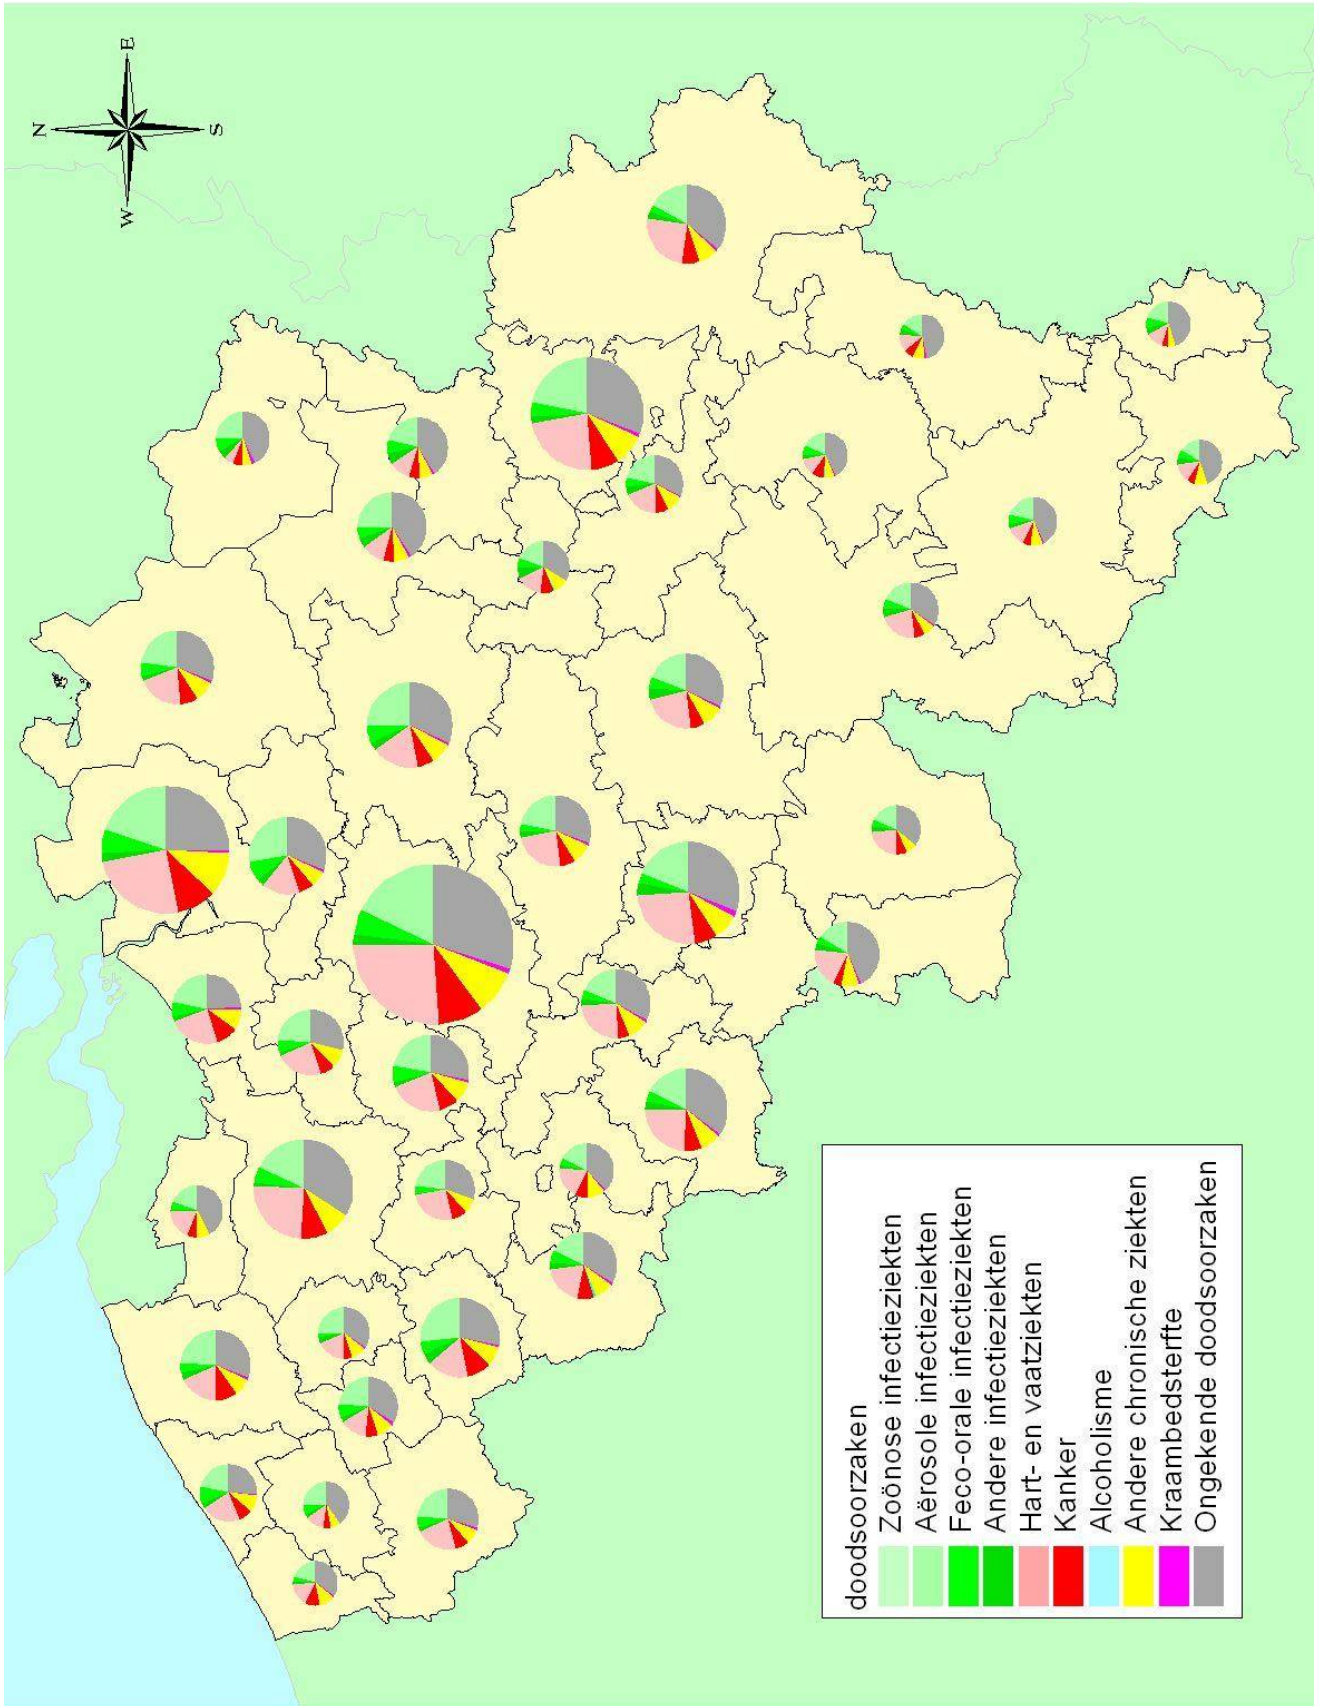 N
W
E
S
doodsoorzaken
Zoönose infectieziekten
Aërosole infectieziekten
Feco-orale infectieziekten
Andere infectieziekten
Hart- en vaatziekten
Kanker
Alcoholisme
Andere chronische ziekten
Kraambedsterfte
Ongekende doodsoorzaken